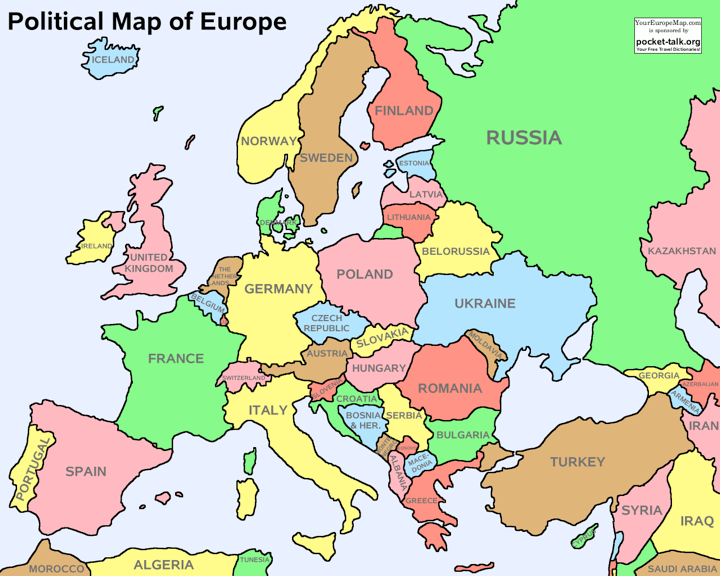 Political Map of Europe
YourEuropeMap.com
is sponsored by
pocket-talk.org
Your Free Travel Dictionaries!
ICELAND
FINLAND
NORWAY
SWEDEN
RUSSIA
ESTONIA
LATVIA
LITHUANIA
DENMARK
IRELAND
UNITED
KINGDOM
THE
NETHER
LANDS
BELGIUM
GERMANY
POLAND
BELORUSSIA
KAZAKHSTAN
UKRAINE
CZECH
REPUBLIC
SLOVAKIA
MOLDAVIA
FRANCE
SWITZERLAND
AUSTRIA
HUNGARY
ROMANIA
GEORGIA
AZERBAIJAN
ARMENIA
SLOVENIA
CROATIA
ITALY
BOSNIA
& HER.
SERBIA
BULGARIA
IRAN
PORTUGAL
SPAIN
ALBANIA
MACE-
DONIA
GREECE
TURKEY
SYRIA
IRAQ
CYPRUS
MOROCCO
ALGERIA
TUNESIA
SAUDI ARABIA